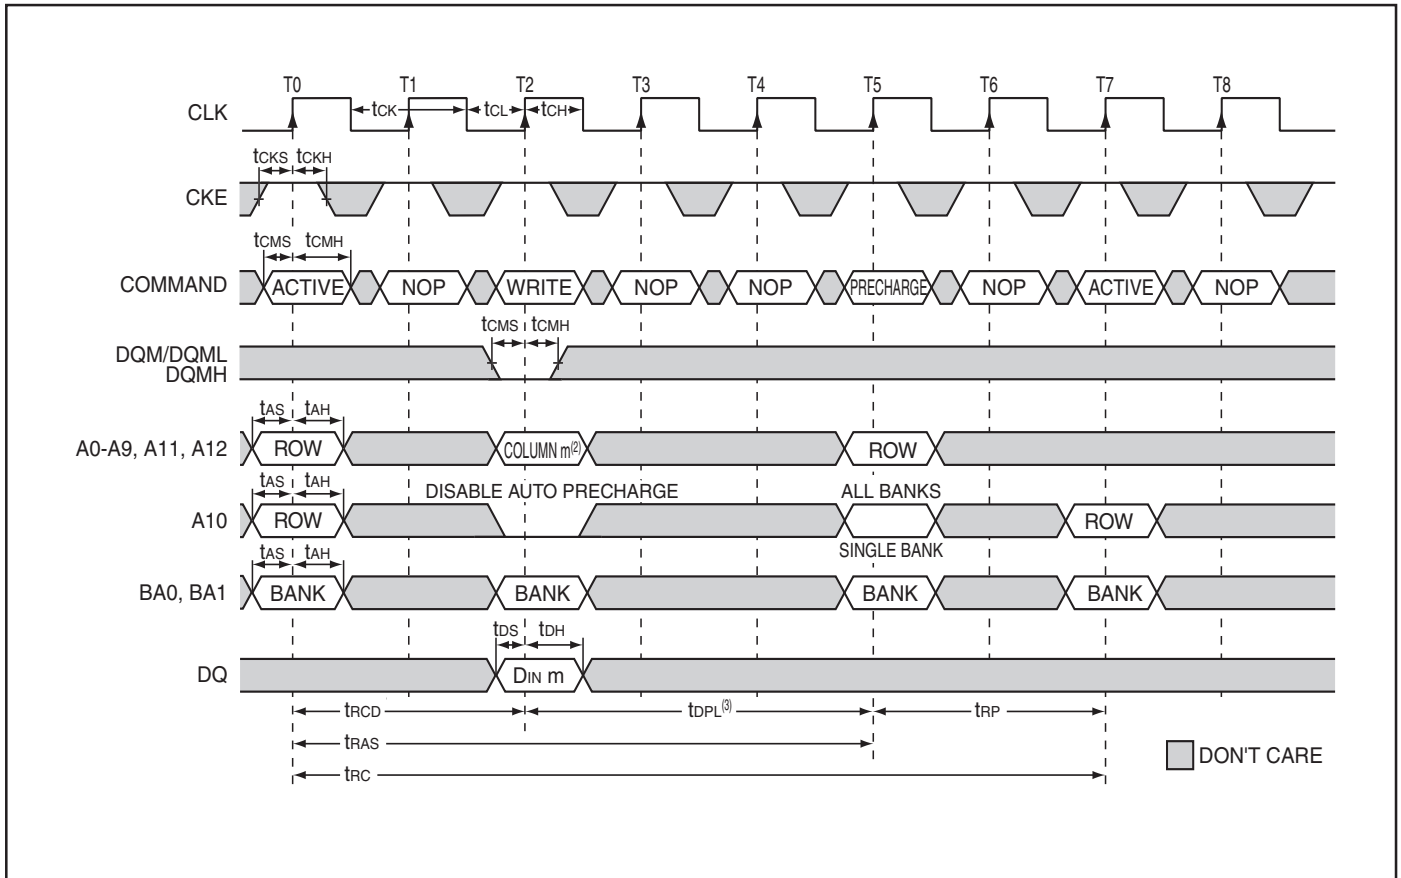 T0 T1 T2 T3 T4 T5 T6 T7 T8
CLK tCK tCL tCH
tCKS tCKH
CKE
tCMS tCMH
COMMAND ACTIVE NOP WRITE NOP NOP PRECHARGE NOP ACTIVE NOP
tCMS tCMH
DQM/DQML
DQMH
tAS tAH
A0-A9, A11, A12 ROW COLUMN m(2) ROW
tAS tAH DISABLE AUTO PRECHARGE ALL BANKS
A10 ROW ROW
tAS tAH SINGLE BANK
BA0, BA1 BANK BANK BANK BANK
tDS tDH
DQ DIN m
tRCD tDPL(3) tRP
tRAS
DON'T CARE
tRC